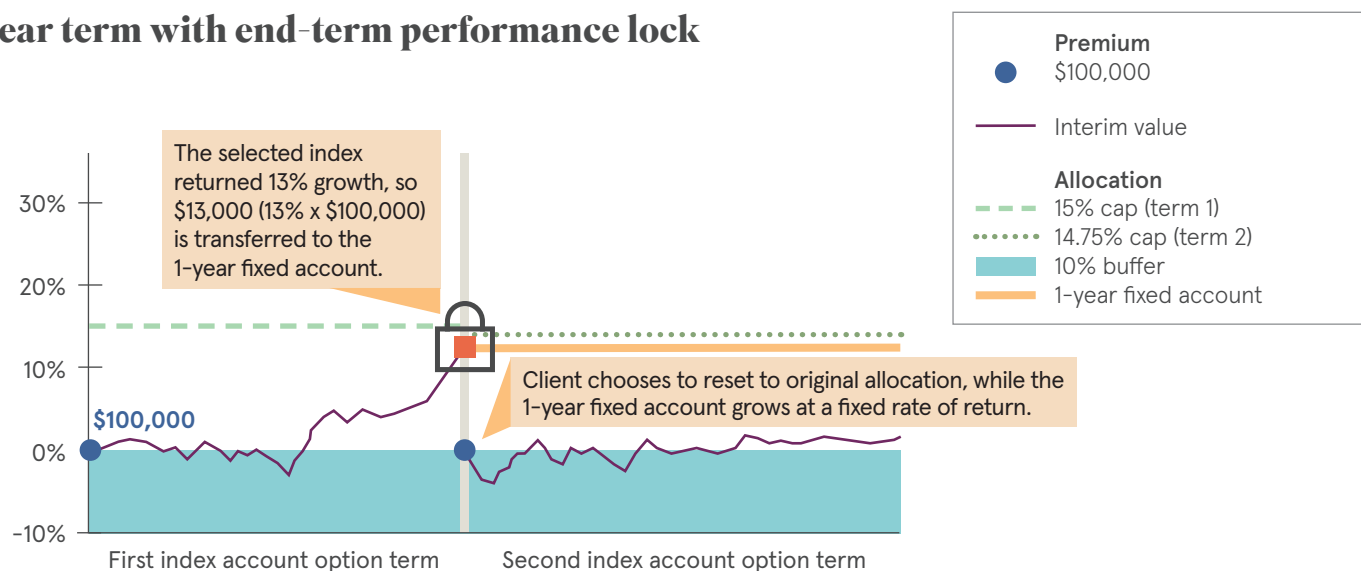 ear term with end-term performance lock
Premium
$100,000
Interim value
Allocation
15% cap (term 1)
14.75% cap (term 2)
10% buffer
1-year fixed account
The selected index
returned 13% growth, so
$13,000 (13% x $100,000)
is transferred to the
1-year fixed account.
30%
20%
10%
0%
-10%
$100,000
Client chooses to reset to original allocation, while the
1-year fixed account grows at a fixed rate of return.
First index account option term
Second index account option term